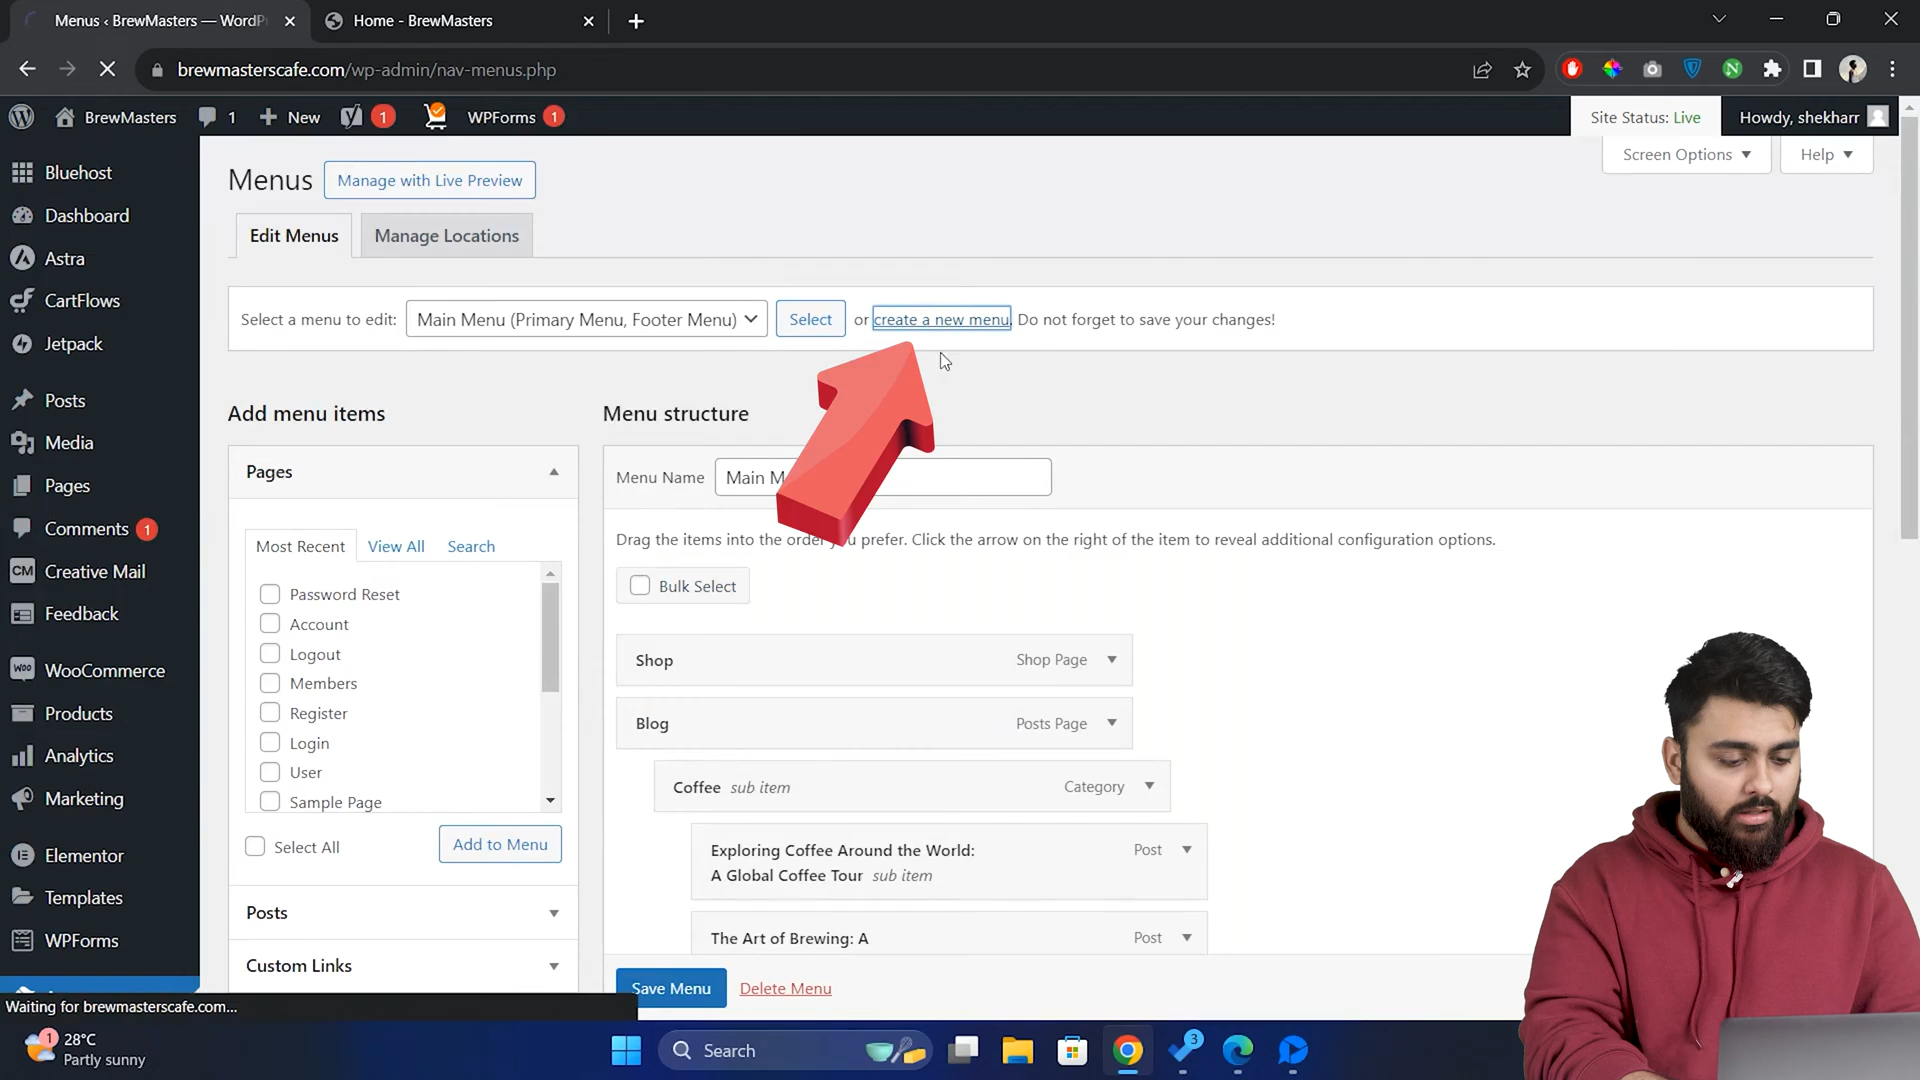 Menus ‹ BrewMasters — WordP
Home - BrewMasters
brewmasterscafe.com/wp-admin/nav-menus.php
BrewMasters 1 New 1 WPForms 1 Site Status: Live Howdy, shekharr
Screen Options Help
Bluehost
Dashboard
Astra
CartFlows
Jetpack
Posts
Media
Pages
Comments 1
CM Creative Mail
Feedback
Woo WooCommerce
Products
Analytics
Marketing
Elementor
Templates
WPForms
Menus Manage with Live Preview
Edit Menus Manage Locations
Select a menu to edit: Main Menu (Primary Menu, Footer Menu) Select or create a new menu. Do not forget to save your changes!
Add menu items
Pages
Most Recent View All Search
Password Reset
Account
Logout
Members
Register
Login
User
Sample Page
Select All Add to Menu
Posts
Custom Links
Menu structure
Menu Name Main M
Drag the items into the order you prefer. Click the arrow on the right of the item to reveal additional configuration options.
Bulk Select
Shop Shop Page
Blog Posts Page
Coffee sub item Category
Exploring Coffee Around the World: Post
A Global Coffee Tour sub item
The Art of Brewing: A Post
Save Menu Delete Menu
Waiting for brewmasterscafe.com...
1 28°C
Partly sunny
Search
3